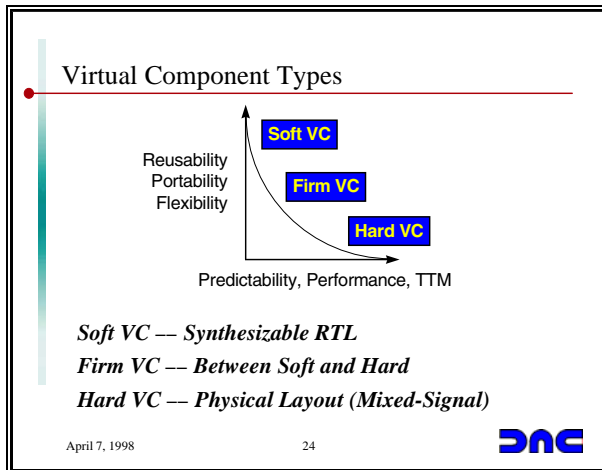 Virtual Component Types
Soft VC
Reusability
Portability
Flexibility
Firm VC
Hard VC
Predictability, Performance, TTM
Soft VC –– Synthesizable RTL
Firm VC –– Between Soft and Hard
Hard VC –– Physical Layout (Mixed-Signal)
April 7, 1998
24